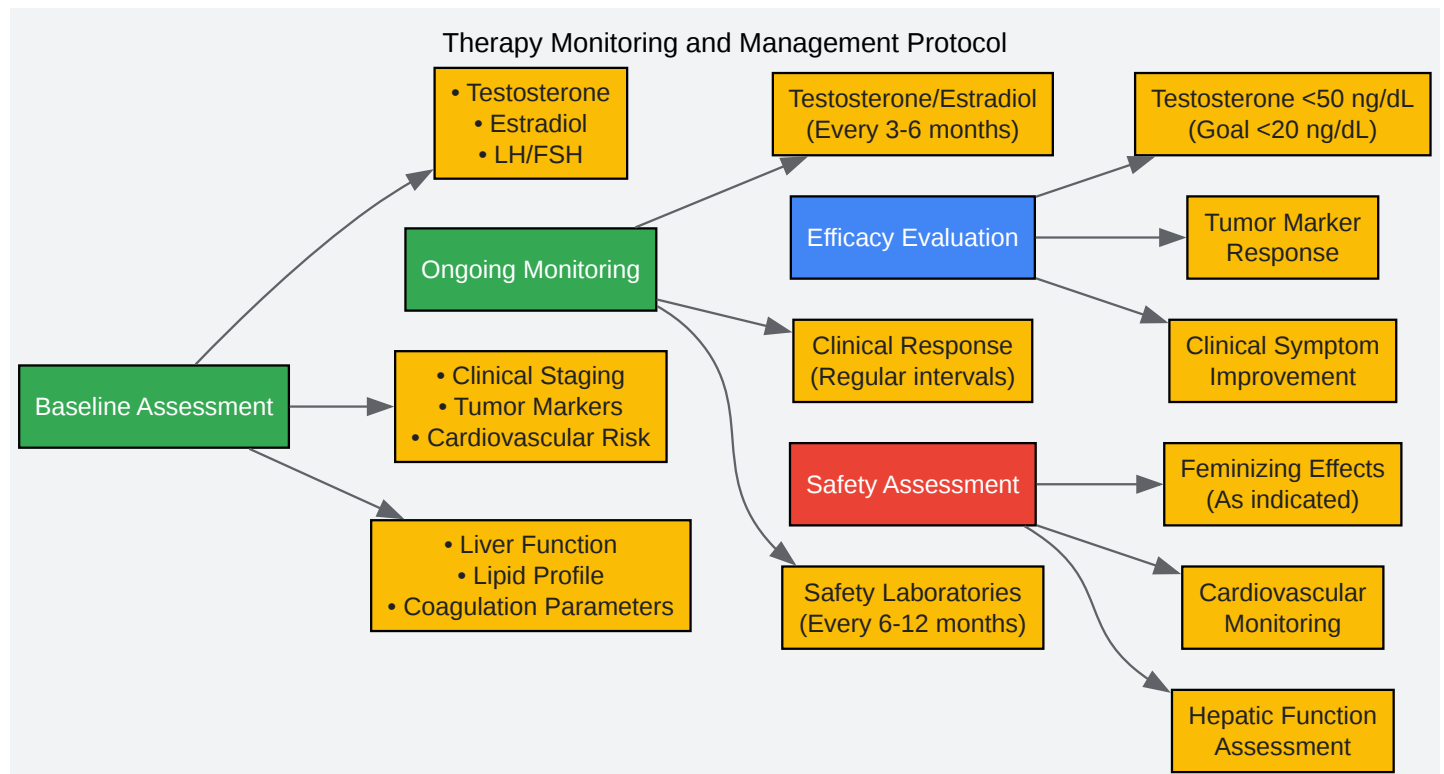 Therapy Monitoring and Management Protocol
• Testosterone
• Estradiol
• LH/FSH
Testosterone/Estradiol
(Every 3-6 months)
Testosterone <50 ng/dL
(Goal <20 ng/dL)
Ongoing Monitoring
Efficacy Evaluation
Tumor Marker
Response
Baseline Assessment
• Clinical Staging
• Tumor Markers
• Cardiovascular Risk
Clinical Response
(Regular intervals)
Clinical Symptom
Improvement
Safety Assessment
Feminizing Effects
(As indicated)
• Liver Function
• Lipid Profile
• Coagulation Parameters
Safety Laboratories
(Every 6-12 months)
Cardiovascular
Monitoring
Hepatic Function
Assessment